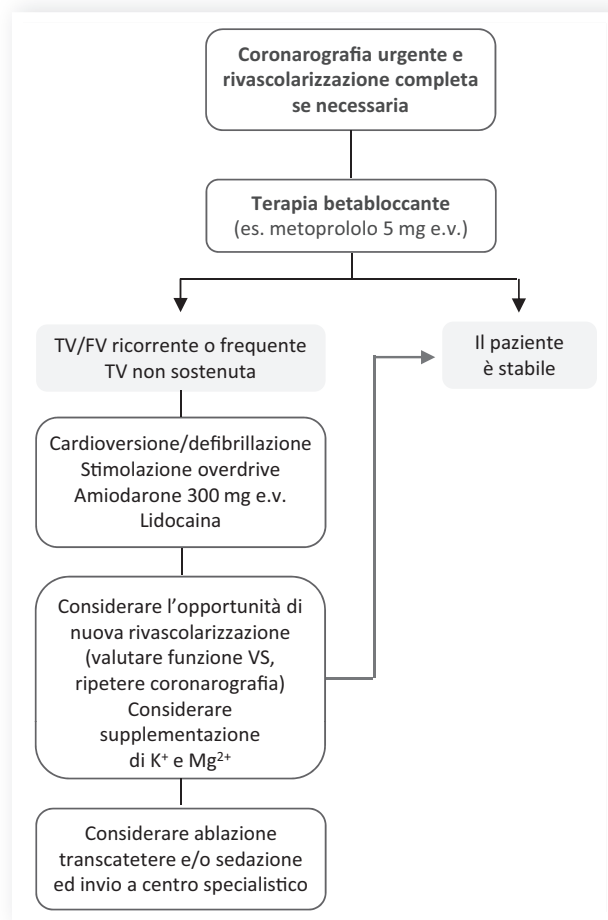 Coronarografia urgente e
rivascolarizzazione completa
se necessaria
Terapia betabloccante
(es. metoprololo 5 mg e.v.)
TV/FV ricorrente o frequente
TV non sostenuta
Il paziente
è stabile
Cardioversione/defibrillazione
Stimolazione overdrive
Amiodarone 300 mg e.v.
Lidocaina
Considerare l’opportunità di
nuova rivascolarizzazione
(valutare funzione VS,
ripetere coronarografia)
Considerare
supplementazione
di K⁺ e Mg²⁺
Considerare ablazione
transcatetere e/o sedazione
ed invio a centro specialistico